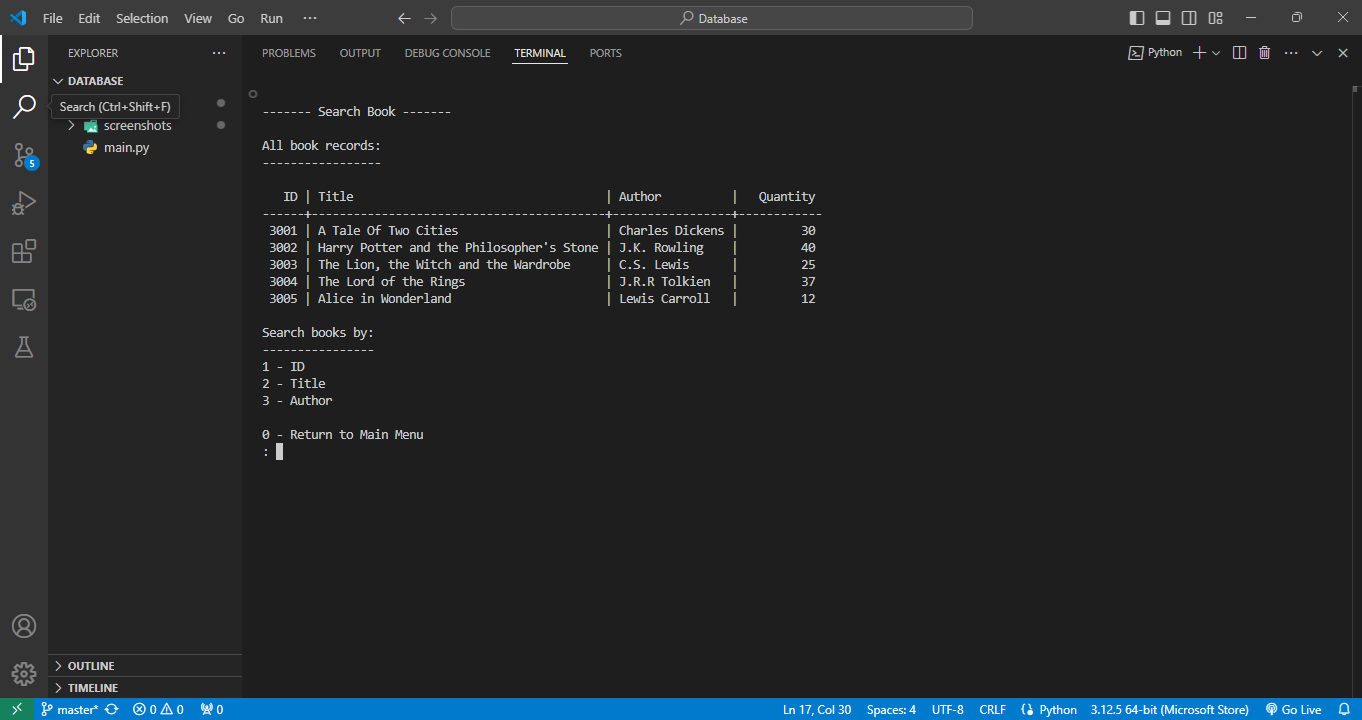 File Edit Selection View Go Run ···
Database
EXPLORER ···
DATABASE
Search (Ctrl+Shift+F)
screenshots
main.py
5
OUTLINE
TIMELINE
PROBLEMS OUTPUT DEBUG CONSOLE TERMINAL PORTS
Python
------- Search Book -------
All book records:
-----------------
ID | Title | Author | Quantity
------+------------------------------------------+-----------------+------------
3001 | A Tale Of Two Cities | Charles Dickens | 30
3002 | Harry Potter and the Philosopher's Stone | J.K. Rowling | 40
3003 | The Lion, the Witch and the Wardrobe | C.S. Lewis | 25
3004 | The Lord of the Rings | J.R.R Tolkien | 37
3005 | Alice in Wonderland | Lewis Carroll | 12
Search books by:
----------------
1 - ID
2 - Title
3 - Author
0 - Return to Main Menu
:
master* 0 0 0 Ln 17, Col 30 Spaces: 4 UTF-8 CRLF Python 3.12.5 64-bit (Microsoft Store) Go Live